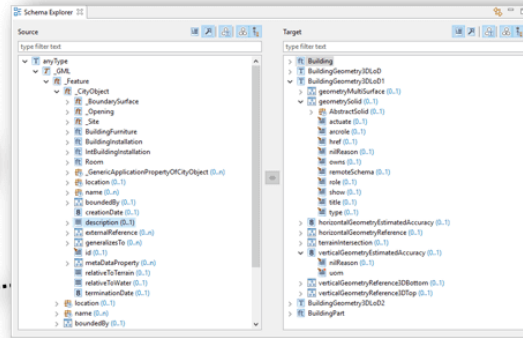 Schema Explorer
Source
type filter text
anyType
_GML
_Feature
_CityObject
_BoundarySurface
_Opening
_Site
BuildingFurniture
BuildingInstallation
IntBuildingInstallation
Room
_GenericApplicationPropertyOfCityObject (0..n)
location (0..1)
name (0..n)
boundedBy (0..1)
creationDate (0..1)
description (0..1)
externalReference (0..n)
generalizesTo (0..n)
id (0..1)
metaDataProperty (0..n)
relativeToTerrain (0..1)
relativeToWater (0..1)
terminationDate (0..1)
location (0..1)
name (0..n)
boundedBy (0..1)
Target
type filter text
Building
BuildingGeometry3DLoD
BuildingGeometry3DLoD1
geometryMultiSurface (0..1)
geometrySolid (0..1)
AbstractSolid (0..1)
actuate (0..1)
arcrole (0..1)
href (0..1)
nilReason (0..1)
owns (0..1)
remoteSchema (0..1)
role (0..1)
show (0..1)
title (0..1)
type (0..1)
horizontalGeometryEstimatedAccuracy (0..1)
horizontalGeometryReference (0..1)
terrainIntersection (0..1)
verticalGeometryEstimatedAccuracy (0..1)
nilReason (0..1)
uom
verticalGeometryReference3DBottom (0..1)
verticalGeometryReference3DTop (0..1)
BuildingGeometry3DLoD2
BuildingPart